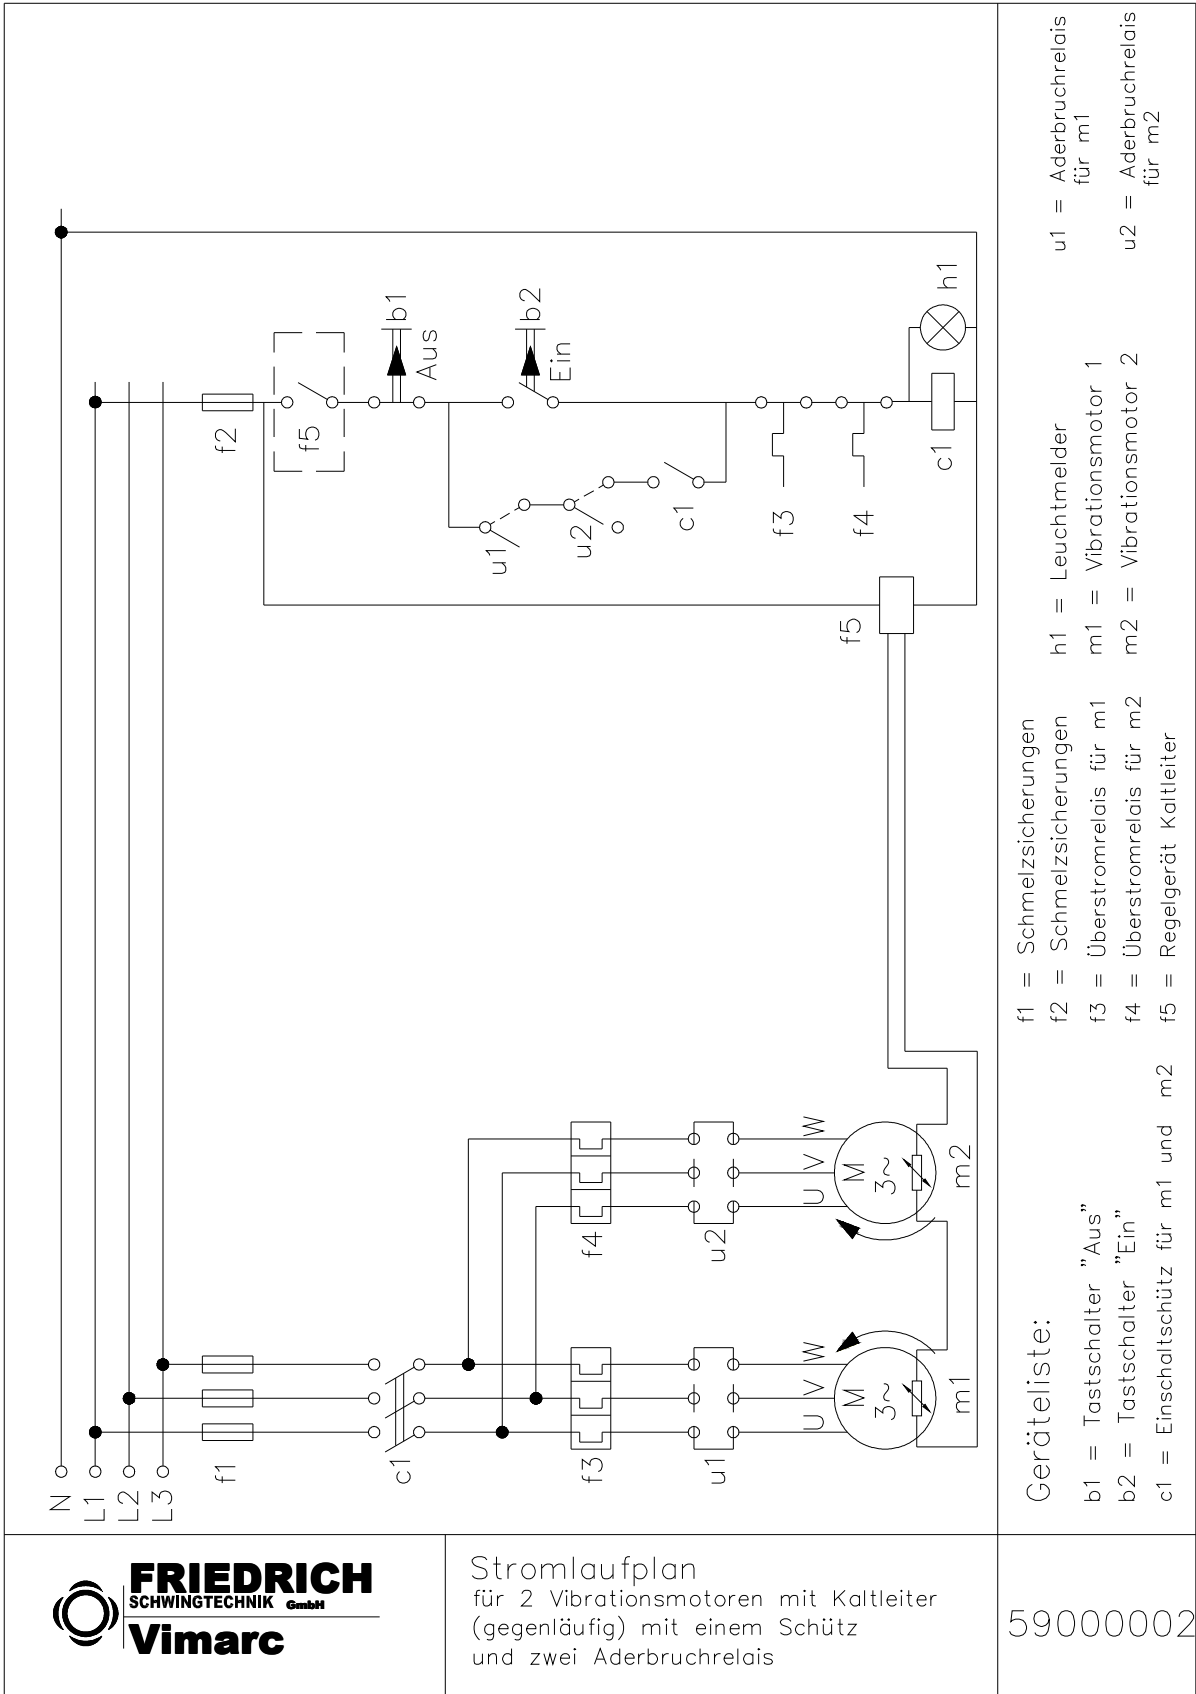 N
L1
L2
L3
f1
c1
f3
u1
U
V
W
M
3~
m1
f4
u2
U
V
W
M
3~
m2
f2
f5
b1
Aus
b2
Ein
u1
u2
c1
f3
f4
f5
c1
h1
Geräteliste:
b1 = Tastschalter "Aus"
b2 = Tastschalter "Ein"
c1 = Einschaltschütz für m1 und m2
f1 = Schmelzsicherungen
f2 = Schmelzsicherungen
f3 = Überstromrelais für m1
f4 = Überstromrelais für m2
f5 = Regelgerät Kaltleiter
h1 = Leuchtmelder
m1 = Vibrationsmotor 1
m2 = Vibrationsmotor 2
u1 = Aderbruchrelais
für m1
u2 = Aderbruchrelais
für m2
FRIEDRICH
SCHWINGTECHNIK GmbH
Vimarc
Stromlaufplan
für 2 Vibrationsmotoren mit Kaltleiter
(gegenläufig) mit einem Schütz
und zwei Aderbruchrelais
59000002